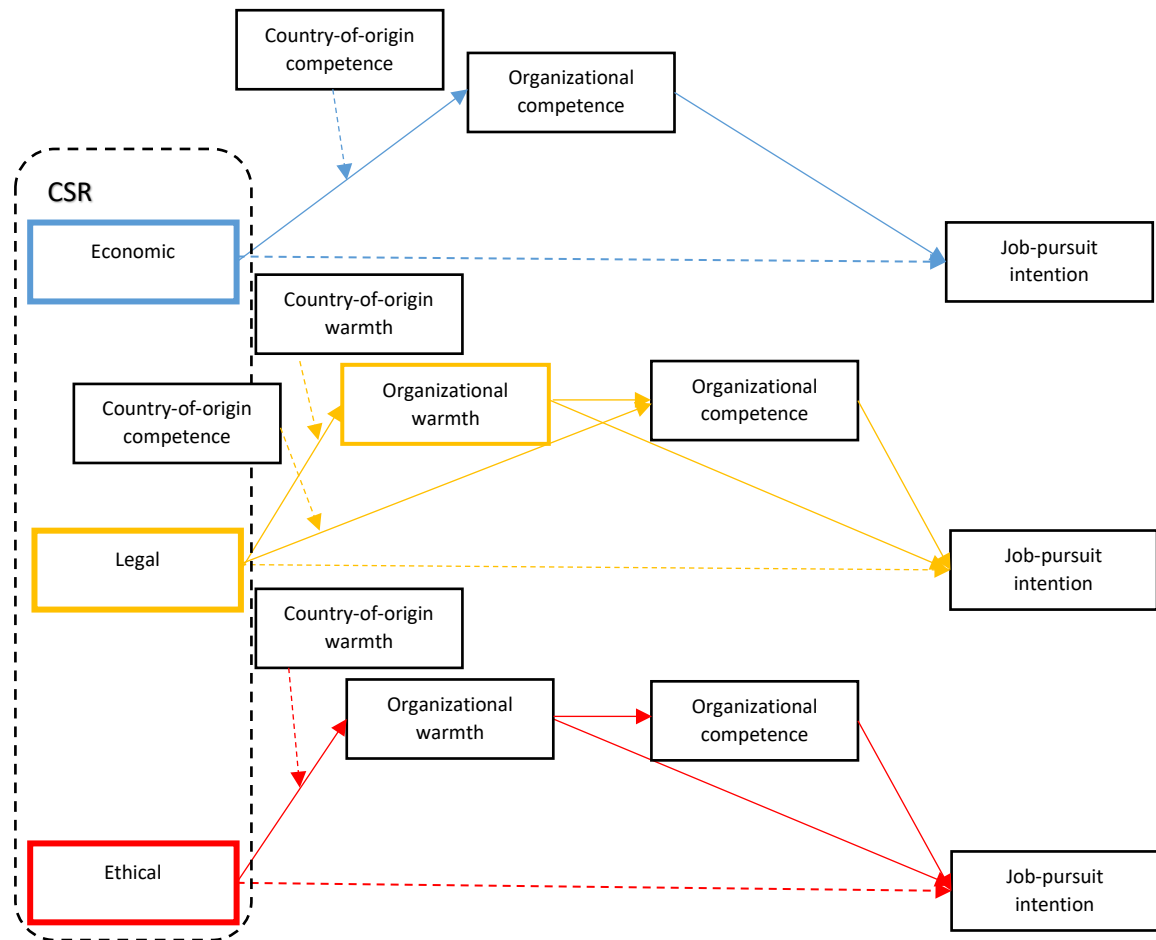 Country-of-origin
competence
Organizational
competence
CSR
Economic
Job-pursuit
intention
Country-of-origin
warmth
Organizational
warmth
Organizational
competence
Country-of-origin
competence
Legal
Job-pursuit
intention
Country-of-origin
warmth
Organizational
warmth
Organizational
competence
Ethical
Job-pursuit
intention